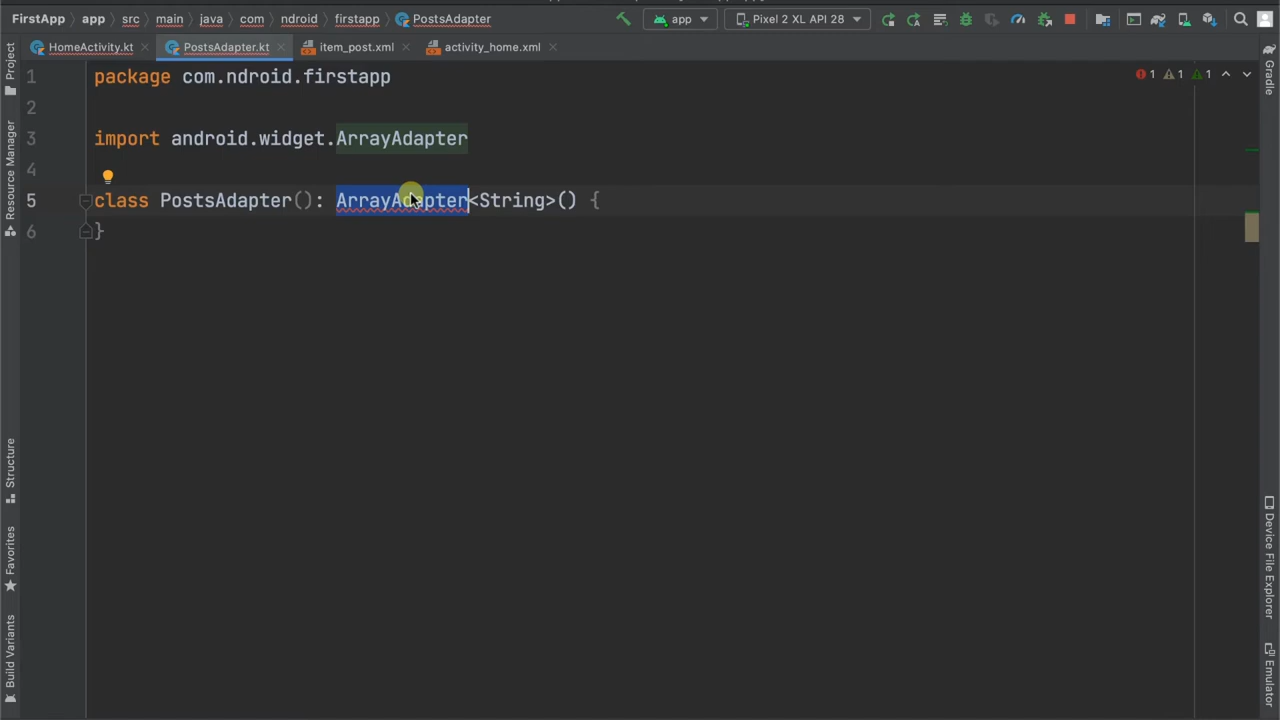 FirstApp app src main java com ndroid firstapp PostsAdapter app Pixel 2 XL API 28
HomeActivity.kt PostsAdapter.kt item_post.xml activity_home.xml
Project
Resource Manager
Structure
Favorites
Build Variants
1 package com.ndroid.firstapp
1 1 1
2
3 import android.widget.ArrayAdapter
4
5 class PostsAdapter(): ArrayAdapter<String>() {
6 }
Gradle
Device File Explorer
Emulator